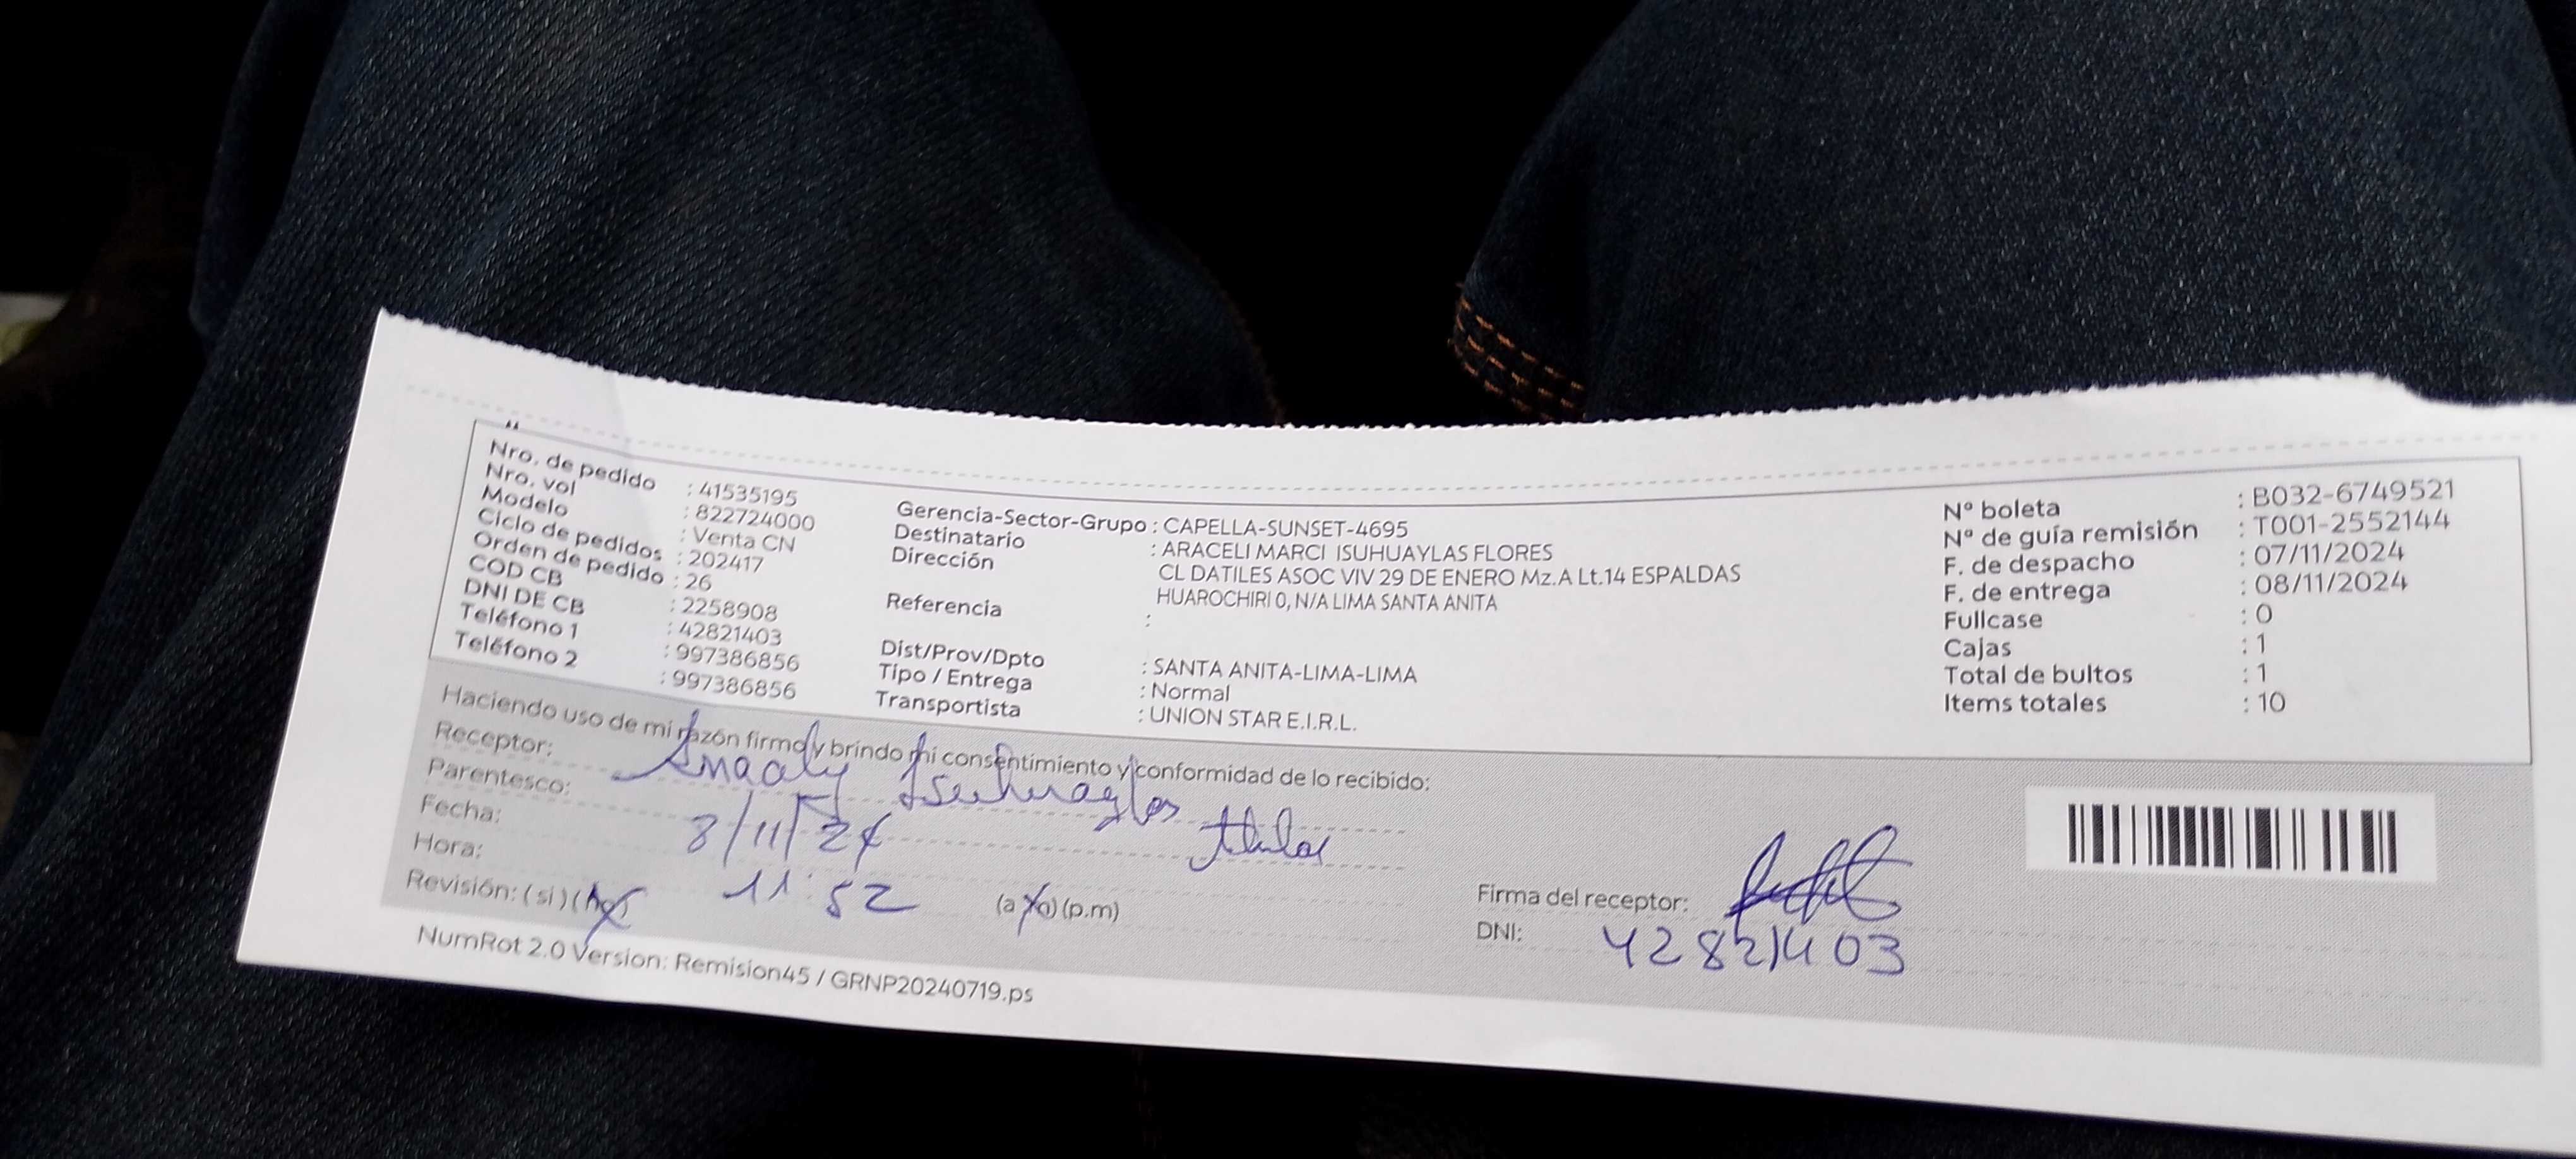 Nro. de pedido : 41535195
Nro. vol : 822724000
Modelo : Venta CN
Ciclo de pedidos : 202417
Orden de pedido : 26
COD CB : 2258908
DNI DE CB : 42821403
Teléfono 1 : 997386856
Teléfono 2 : 997386856
Gerencia-Sector-Grupo : CAPELLA-SUNSET-4695
Destinatario : ARACELI MARCI ISUHUAYLAS FLORES
Dirección CL DATILES ASOC VIV 29 DE ENERO Mz.A Lt.14 ESPALDAS
HUAROCHIRI 0, N/A LIMA SANTA ANITA
Referencia :
Dist/Prov/Dpto : SANTA ANITA-LIMA-LIMA
Tipo / Entrega : Normal
Transportista : UNION STAR E.I.R.L.
Nº boleta : B032-6749521
Nº de guía remisión : T001-2552144
F. de despacho : 07/11/2024
F. de entrega : 08/11/2024
Fullcase : 0
Cajas : 1
Total de bultos : 1
Items totales : 10
Haciendo uso de mi razón firmo y brindo mi consentimiento y conformidad de lo recibido:
Receptor: Isuhuaylas
Parentesco:
Fecha: 8/11/24
Hora: 11:52 (a.m) (p.m)
Revisión: (si) (no)
Firma del receptor:
DNI: 42821403
NumRot 2.0 Version: Remision45 / GRNP20240719.ps